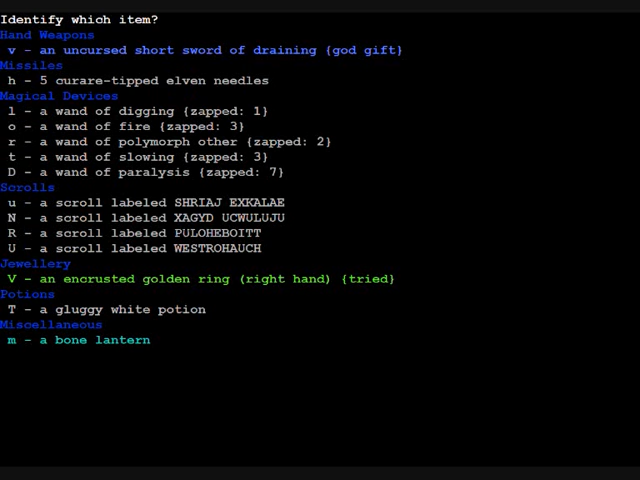 Identify which item?
Hand Weapons
v - an uncursed short sword of draining {god gift}
Missiles
h - 5 curare-tipped elven needles
Magical Devices
l - a wand of digging {zapped: 1}
o - a wand of fire {zapped: 3}
r - a wand of polymorph other {zapped: 2}
t - a wand of slowing {zapped: 3}
D - a wand of paralysis {zapped: 7}
Scrolls
u - a scroll labeled SHRIAJ EXKALAE
N - a scroll labeled XAGYD UCWULUJU
R - a scroll labeled PULOHEBOITT
U - a scroll labeled WESTROHAUCH
Jewellery
V - an encrusted golden ring (right hand) {tried}
Potions
T - a gluggy white potion
Miscellaneous
m - a bone lantern